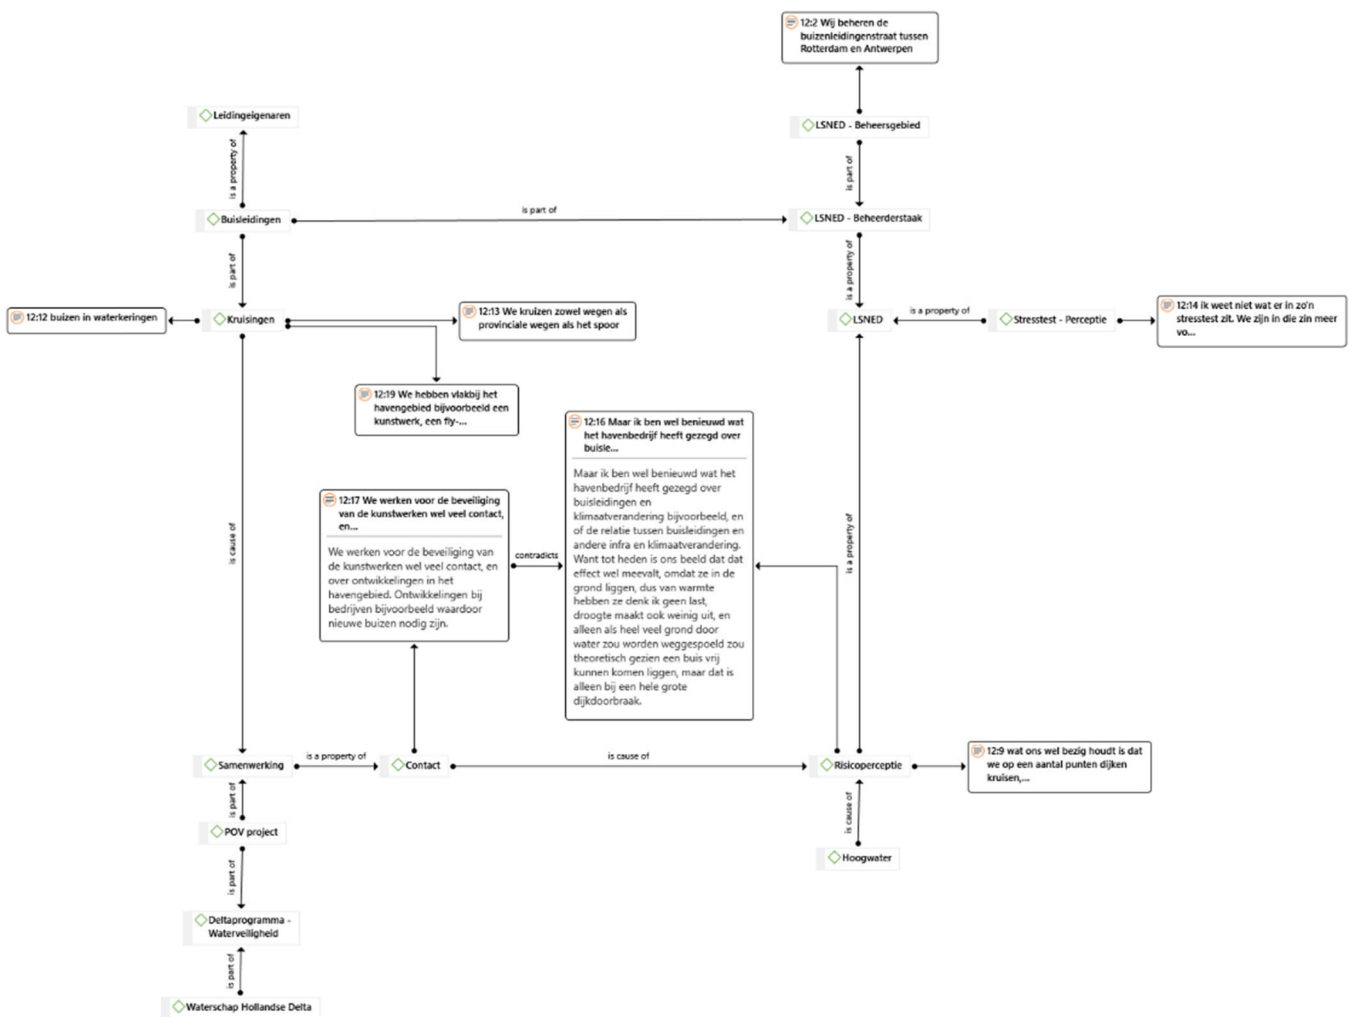 12:2 Wij beheren de
buizenleidingenstraat tussen
Rotterdam en Antwerpen
Leidingeigenaren
LSNED - Beheersgebied
is a property of
is part of
Buisleidingen
is part of
LSNED - Beheerderstaak
is part of
is a property of
12:12 buizen in waterkeringen
Kruisingen
12:13 We kruizen zowel wegen als
provinciale wegen als het spoor
LSNED
is a property of
Stresstest - Perceptie
12:14 ik weet niet wat er in zo'n
stresstest zit. We zijn in die zin meer
vo...
12:19 We hebben vlakbij het
havengebied bijvoorbeeld een
kunstwerk, een fly-...
12:16 Maar ik ben wel benieuwd wat
het havenbedrijf heeft gezegd over
buisle...
Maar ik ben wel benieuwd wat het
havenbedrijf heeft gezegd over
buisleidingen en
klimaatverandering bijvoorbeeld, en
of de relatie tussen buisleidingen en
andere infra en klimaatverandering.
Want tot heden is ons beeld dat dat
effect wel meevalt, omdat ze in de
grond liggen, dus van warmte
hebben ze denk ik geen last,
droogte maakt ook weinig uit, en
alleen als heel veel grond door
water zou worden weggespoeld zou
theoretisch gezien een buis vrij
kunnen komen liggen, maar dat is
alleen bij een hele grote
dijkdoorbraak.
12:17 We werken voor de beveiliging
van de kunstwerken wel veel contact,
en...
We werken voor de beveiliging van
de kunstwerken wel veel contact, en
over ontwikkelingen in het
havengebied. Ontwikkelingen bij
bedrijven bijvoorbeeld waardoor
nieuwe buizen nodig zijn.
contradicts
is cause of
is a property of
Samenwerking
is a property of
Contact
is cause of
Risicoperceptie
12:9 wat ons wel bezig houdt is dat
we op een aantal punten dijken
kruisen,...
is part of
is cause of
POV project
Hoogwater
is part of
Deltaprogramma -
Waterveiligheid
is part of
Waterschap Hollandse Delta